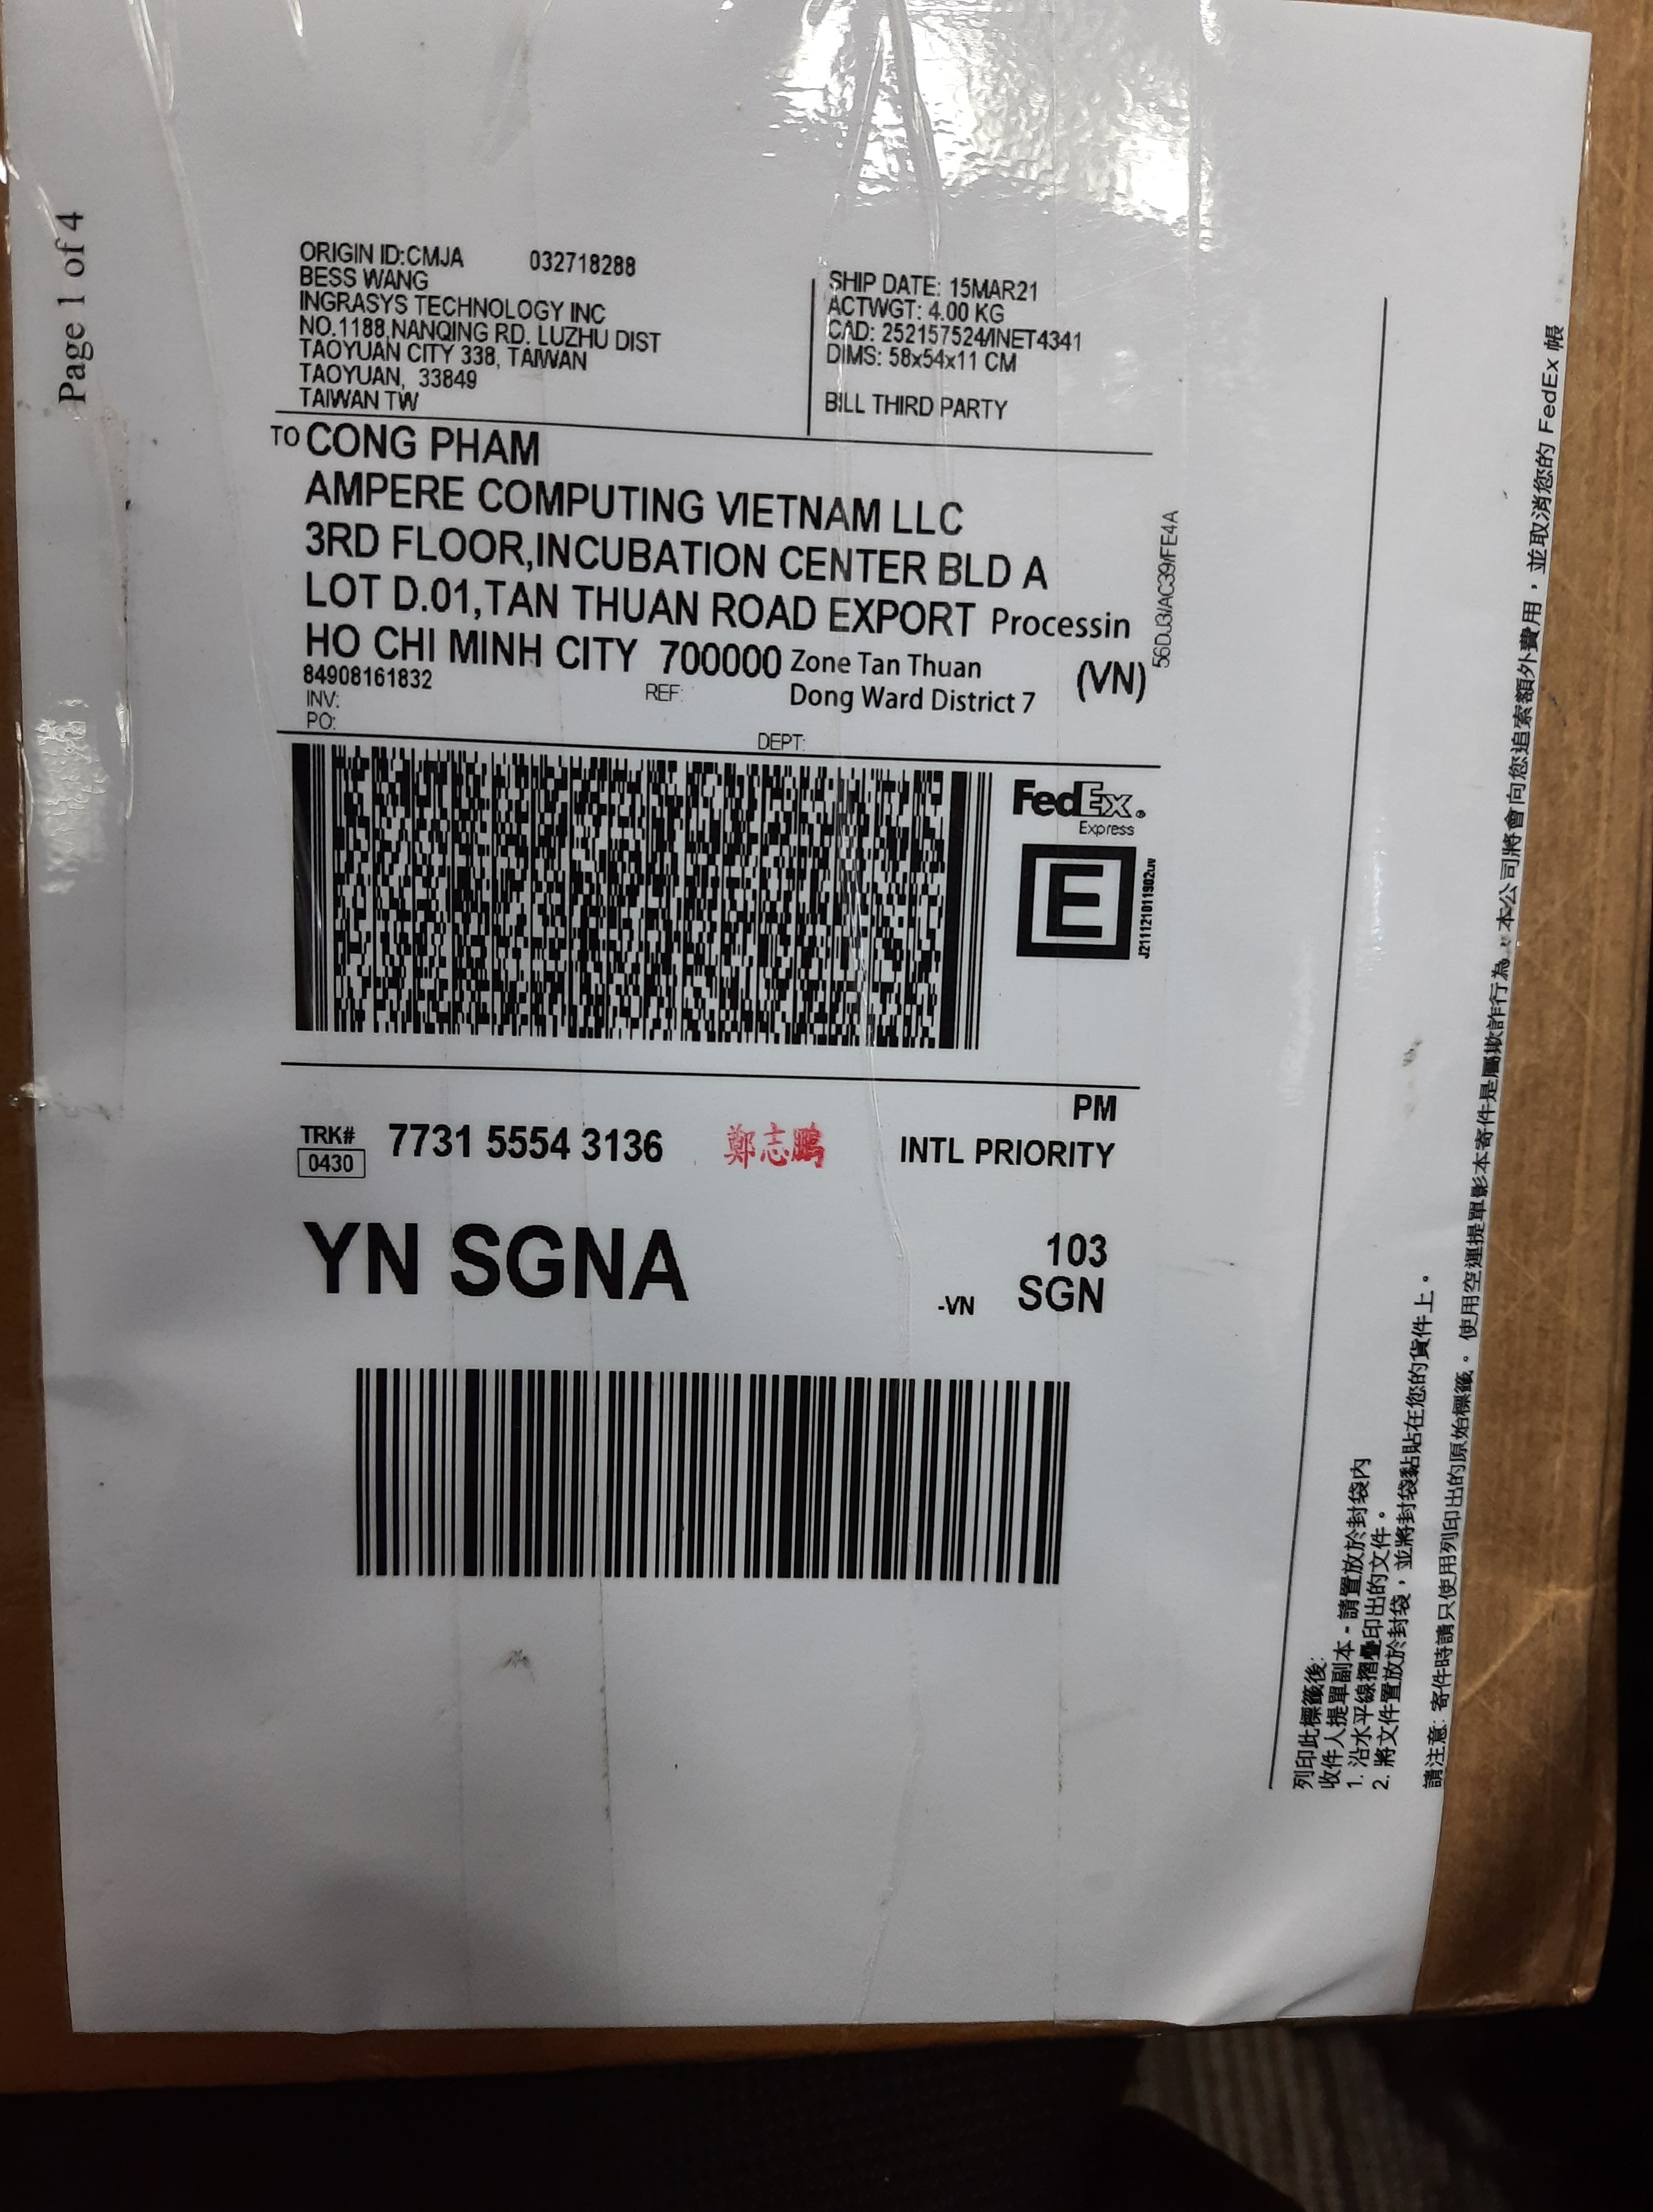 Page 1 of 4
ORIGIN ID:CMJA 032718288
BESS WANG
INGRASYS TECHNOLOGY INC
NO.1188,NANQING RD. LUZHU DIST
TAOYUAN CITY 338, TAIWAN
TAOYUAN, 33849
TAIWAN TW
SHIP DATE: 15MAR21
ACTWGT: 4.00 KG
CAD: 252157524/INET4341
DIMS: 58x54x11 CM
BILL THIRD PARTY
TO CONG PHAM
AMPERE COMPUTING VIETNAM LLC
3RD FLOOR,INCUBATION CENTER BLD A
LOT D.01,TAN THUAN ROAD EXPORT Processin
HO CHI MINH CITY 700000 Zone Tan Thuan (VN)
84908161832
Dong Ward District 7
INV:
REF:
PO:
DEPT:
56DJ3/AC39/FE4A
FedEx®
Express
E
J211121011902uv
PM
TRK# 7731 5554 3136 鄭志鵬 INTL PRIORITY
0430
YN SGNA
103
-VN SGN
列印此標籤後:
收件人提單副本 - 請置放於封袋內
1. 沿水平線摺疊印出的文件。
2. 將文件置放於封袋，並將封袋黏貼在您的貨件上。
請注意: 寄件時請只使用列印出的原始標籤。使用空運提單影本寄件是屬欺詐行為，本公司將會向您追索額外費用，並取消您的 FedEx 帳